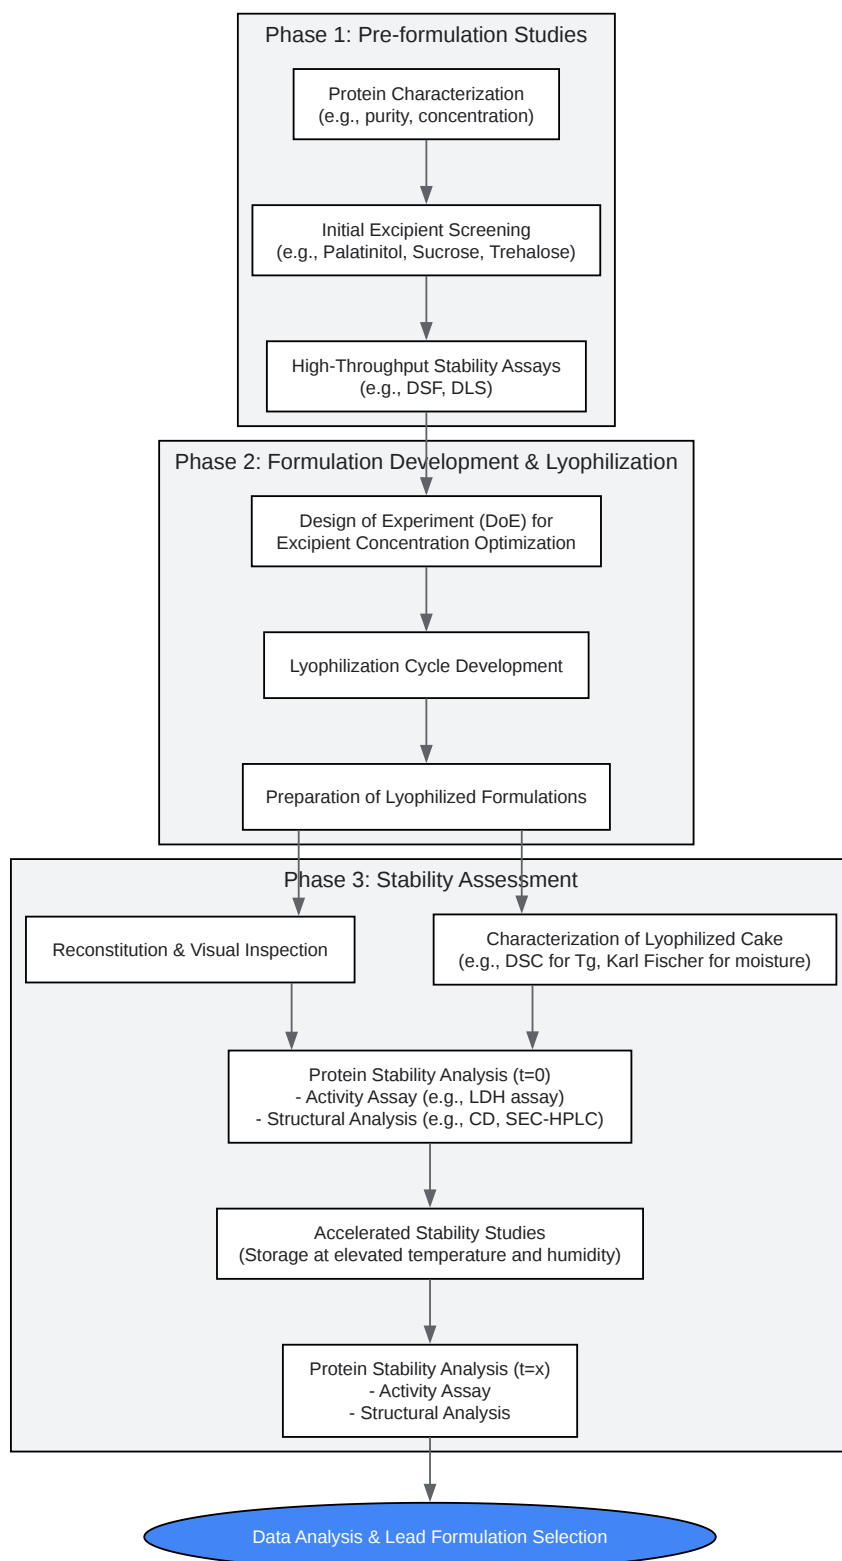 Phase 1: Pre-formulation Studies
Protein Characterization
(e.g., purity, concentration)
Initial Excipient Screening
(e.g., Palatinitol, Sucrose, Trehalose)
High-Throughput Stability Assays
(e.g., DSF, DLS)
Phase 2: Formulation Development & Lyophilization
Design of Experiment (DoE) for
Excipient Concentration Optimization
Lyophilization Cycle Development
Preparation of Lyophilized Formulations
Phase 3: Stability Assessment
Reconstitution & Visual Inspection
Characterization of Lyophilized Cake
(e.g., DSC for Tg, Karl Fischer for moisture)
Protein Stability Analysis (t=0)
- Activity Assay (e.g., LDH assay)
- Structural Analysis (e.g., CD, SEC-HPLC)
Accelerated Stability Studies
(Storage at elevated temperature and humidity)
Protein Stability Analysis (t=x)
- Activity Assay
- Structural Analysis
Data Analysis & Lead Formulation Selection